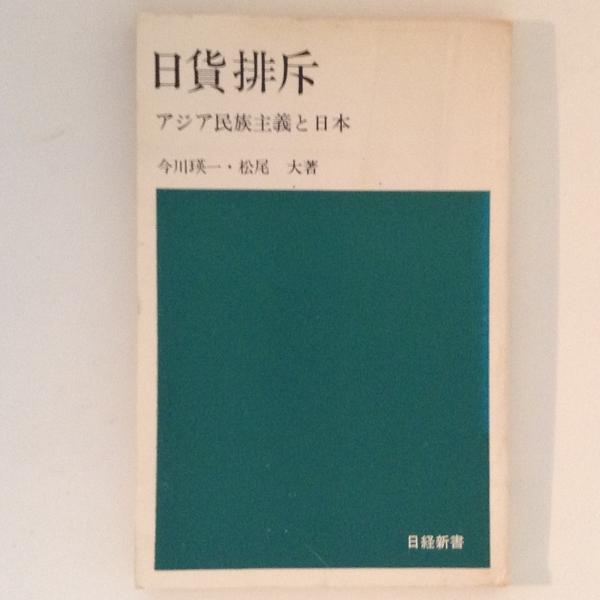 日貨排斥
アジア民族主義と日本
今川瑛一・松尾 大著
日経新書